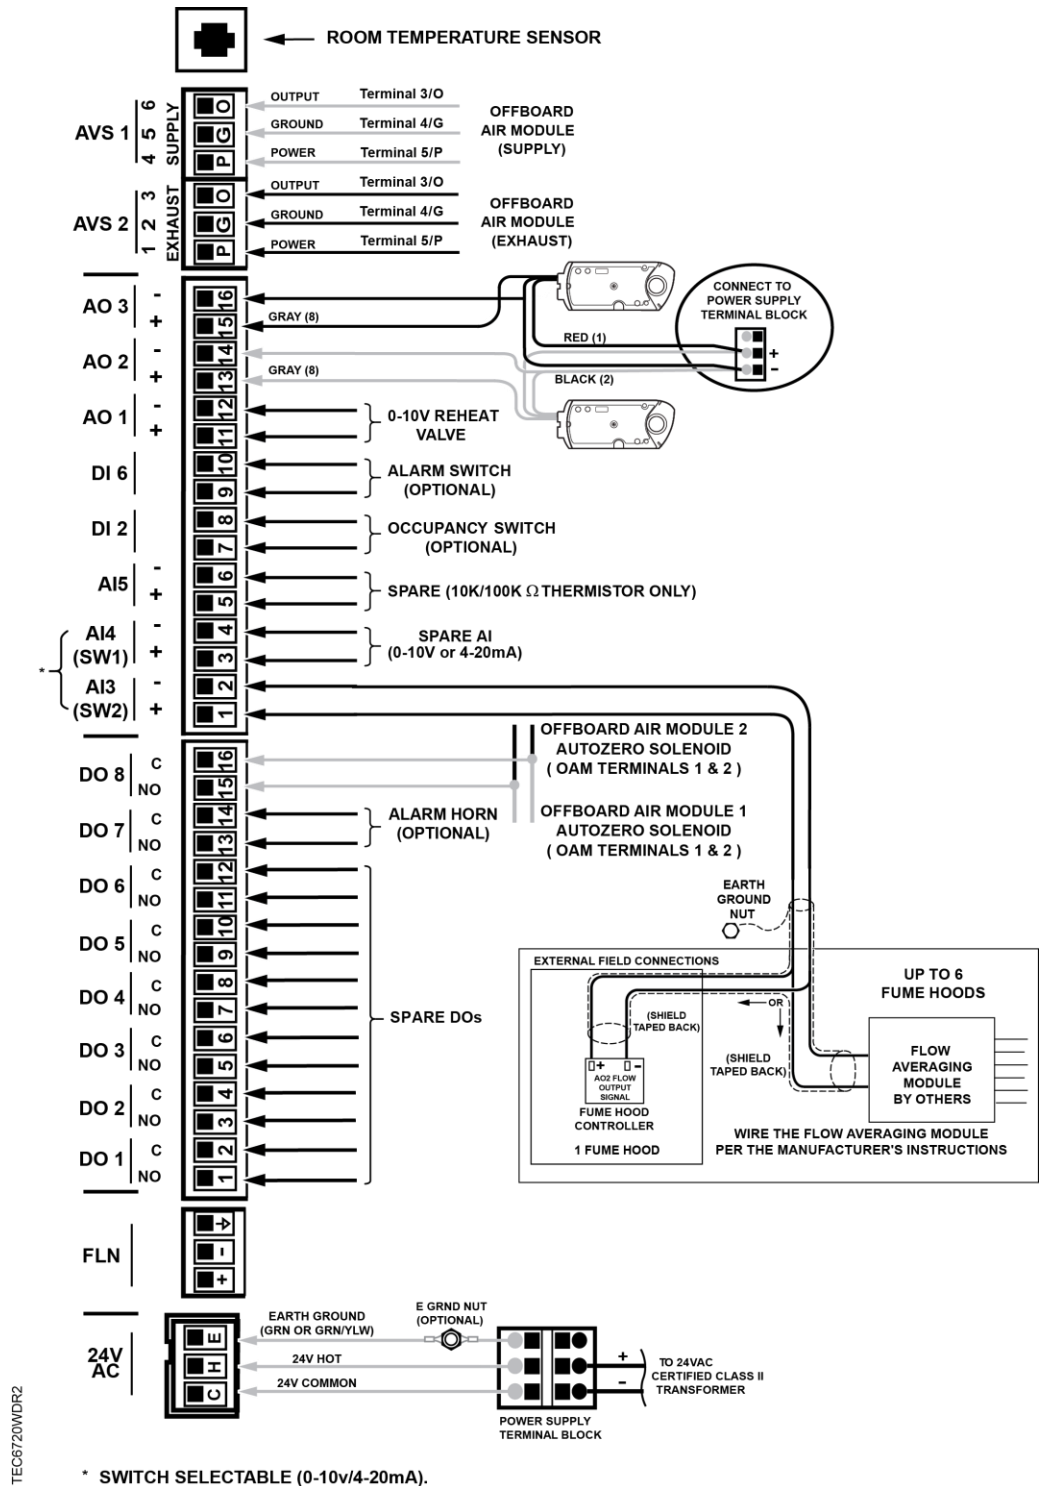 ROOM TEMPERATURE SENSOR
AVS 1
4 5 6
SUPPLY
O
G
P
OUTPUT Terminal 3/O
GROUND Terminal 4/G
POWER Terminal 5/P
OFFBOARD
AIR MODULE
(SUPPLY)
AVS 2
1 2 3
EXHAUST
O
G
P
OUTPUT Terminal 3/O
GROUND Terminal 4/G
POWER Terminal 5/P
OFFBOARD
AIR MODULE
(EXHAUST)
AO 3
-
+
16
15
GRAY (8)
AO 2
-
+
14
13
GRAY (8)
RED (1)
BLACK (2)
CONNECT TO
POWER SUPPLY
TERMINAL BLOCK
+
-
AO 1
-
+
12
11
0-10V REHEAT
VALVE
DI 6
10
9
ALARM SWITCH
(OPTIONAL)
DI 2
8
7
OCCUPANCY SWITCH
(OPTIONAL)
AI5
-
+
6
5
SPARE (10K/100K Ω THERMISTOR ONLY)
*
AI4
(SW1)
-
+
4
3
SPARE AI
(0-10V or 4-20mA)
AI3
(SW2)
-
+
2
1
DO 8
C
NO
16
15
OFFBOARD AIR MODULE 2
AUTOZERO SOLENOID
( OAM TERMINALS 1 & 2 )
OFFBOARD AIR MODULE 1
AUTOZERO SOLENOID
( OAM TERMINALS 1 & 2 )
DO 7
C
NO
14
13
ALARM HORN
(OPTIONAL)
DO 6
C
NO
12
11
DO 5
C
NO
10
9
DO 4
C
NO
8
7
SPARE DOs
DO 3
C
NO
6
5
DO 2
C
NO
4
3
DO 1
C
NO
2
1
EARTH
GROUND
NUT
EXTERNAL FIELD CONNECTIONS
UP TO 6
FUME HOODS
OR
(SHIELD
TAPED BACK)
(SHIELD
TAPED BACK)
+ -
AO2 FLOW
OUTPUT
SIGNAL
FUME HOOD
CONTROLLER
1 FUME HOOD
FLOW
AVERAGING
MODULE
BY OTHERS
WIRE THE FLOW AVERAGING MODULE
PER THE MANUFACTURER'S INSTRUCTIONS
FLN
-
+
24V
AC
E
H
C
EARTH GROUND
(GRN OR GRN/YLW)
24V HOT
24V COMMON
E GRND NUT
(OPTIONAL)
POWER SUPPLY
TERMINAL BLOCK
+
-
TO 24VAC
CERTIFIED CLASS II
TRANSFORMER
TEC6720WDR2
* SWITCH SELECTABLE (0-10v/4-20mA).